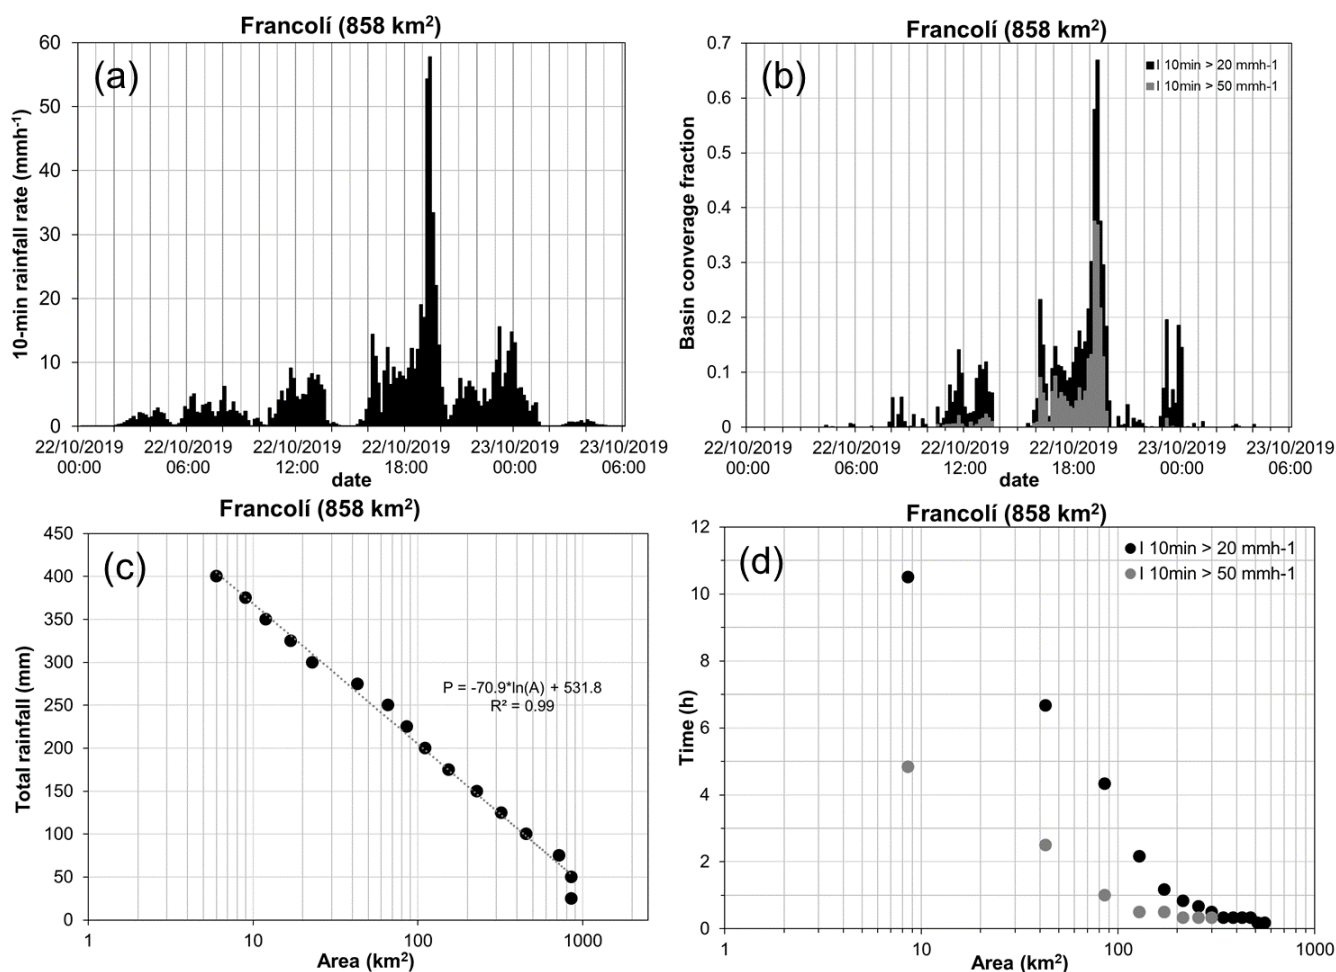 Francolí (858 km²)
(a)
10-min rainfall rate (mmh⁻¹)
60
50
40
30
20
10
0
22/10/2019 22/10/2019 22/10/2019 22/10/2019 23/10/2019 23/10/2019
00:00 06:00 12:00 18:00 00:00 06:00
date
Francolí (858 km²)
(b)
I 10min > 20 mmh-1
I 10min > 50 mmh-1
Basin converage fraction
0.7
0.6
0.5
0.4
0.3
0.2
0.1
0
22/10/2019 22/10/2019 22/10/2019 22/10/2019 23/10/2019 23/10/2019
00:00 06:00 12:00 18:00 00:00 06:00
date
Francolí (858 km²)
(c)
Total rainfall (mm)
450
400
350
300
250
200
150
100
50
0
P = -70.9*ln(A) + 531.8
R² = 0.99
1 10 100 1000
Area (km²)
Francolí (858 km²)
(d)
I 10min > 20 mmh-1
I 10min > 50 mmh-1
Time (h)
12
10
8
6
4
2
0
1 10 100 1000
Area (km²)